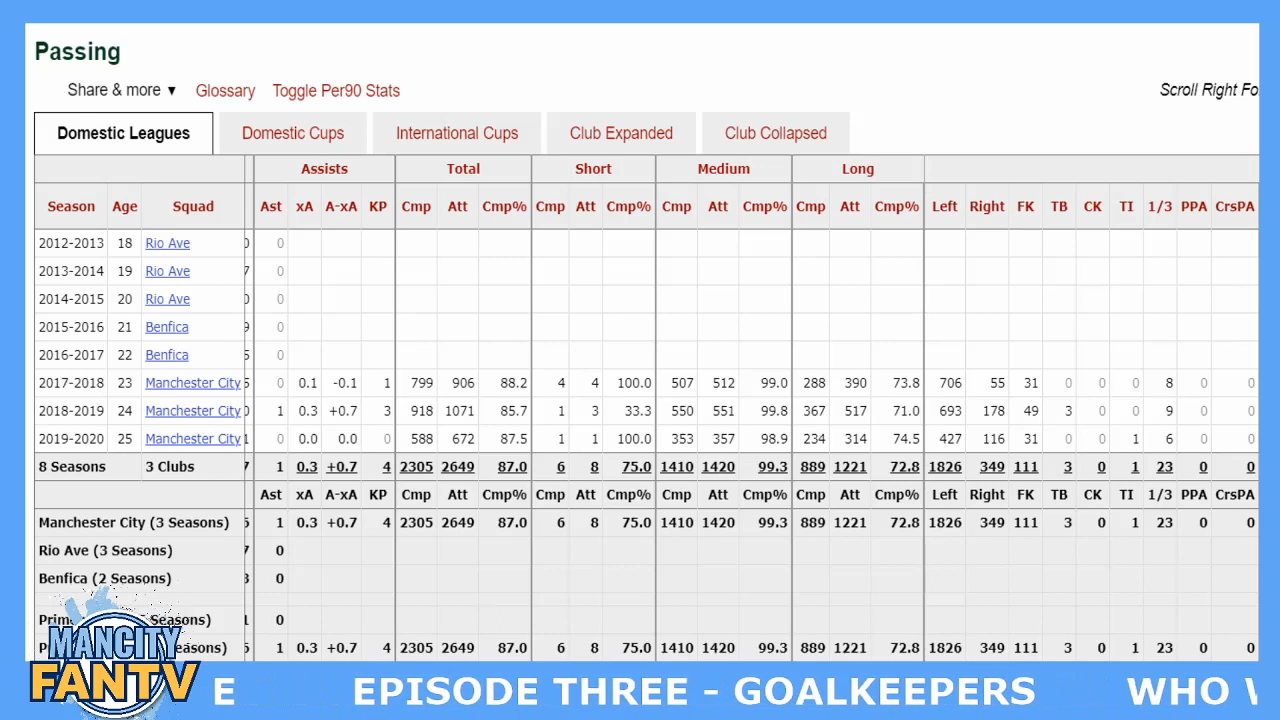 Passing
Share & more ▼ Glossary Toggle Per90 Stats
Scroll Right Fo
Domestic Leagues Domestic Cups International Cups Club Expanded Club Collapsed
Assists Total Short Medium Long
Season Age Squad Ast xA A-xA KP Cmp Att Cmp% Cmp Att Cmp% Cmp Att Cmp% Cmp Att Cmp% Left Right FK TB CK TI 1/3 PPA CrsPA
2012-2013 18 Rio Ave 0 0
2013-2014 19 Rio Ave 7 0
2014-2015 20 Rio Ave 0 0
2015-2016 21 Benfica 9 0
2016-2017 22 Benfica 5 0
2017-2018 23 Manchester City 5 0 0.1 -0.1 1 799 906 88.2 4 4 100.0 507 512 99.0 288 390 73.8 706 55 31 0 0 0 8 0 0
2018-2019 24 Manchester City 0 1 0.3 +0.7 3 918 1071 85.7 1 3 33.3 550 551 99.8 367 517 71.0 693 178 49 3 0 0 9 0 0
2019-2020 25 Manchester City 1 0 0.0 0.0 0 588 672 87.5 1 1 100.0 353 357 98.9 234 314 74.5 427 116 31 0 0 1 6 0 0
8 Seasons 3 Clubs 7 1 0.3 +0.7 4 2305 2649 87.0 6 8 75.0 1410 1420 99.3 889 1221 72.8 1826 349 111 3 0 1 23 0 0
Ast xA A-xA KP Cmp Att Cmp% Cmp Att Cmp% Cmp Att Cmp% Cmp Att Cmp% Left Right FK TB CK TI 1/3 PPA CrsPA
Manchester City (3 Seasons) 1 0.3 +0.7 4 2305 2649 87.0 6 8 75.0 1410 1420 99.3 889 1221 72.8 1826 349 111 3 0 1 23 0 0
Rio Ave (3 Seasons) 7 0
Benfica (2 Seasons) 3 0
Prim Seasons) 1 0
P easons) 1 0.3 +0.7 4 2305 2649 87.0 6 8 75.0 1410 1420 99.3 889 1221 72.8 1826 349 111 3 0 1 23 0 0
MANCITY
FANTV
E EPISODE THREE - GOALKEEPERS WHO